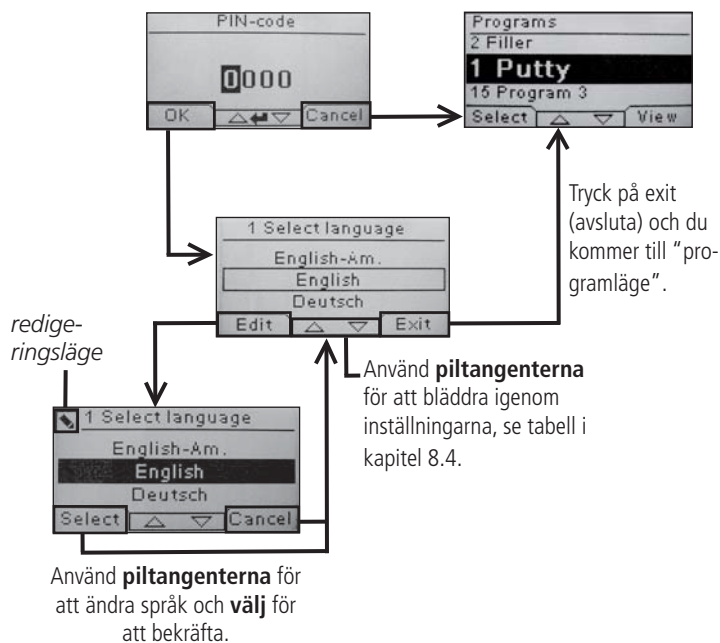 PIN-code
0000
OK
Cancel
Programs
2 Filler
1 Putty
15 Program 3
Select
View
Tryck på exit
(avsluta) och du
kommer till ”pro-
gramläge”.
1 Select language
English-Am.
English
Deutsch
Edit
Exit
redige-
ringsläge
Använd piltangenterna
för att bläddra igenom
inställningarna, se tabell i
kapitel 8.4.
1 Select language
English-Am.
English
Deutsch
Select
Cancel
Använd piltangenterna för
att ändra språk och välj för
att bekräfta.